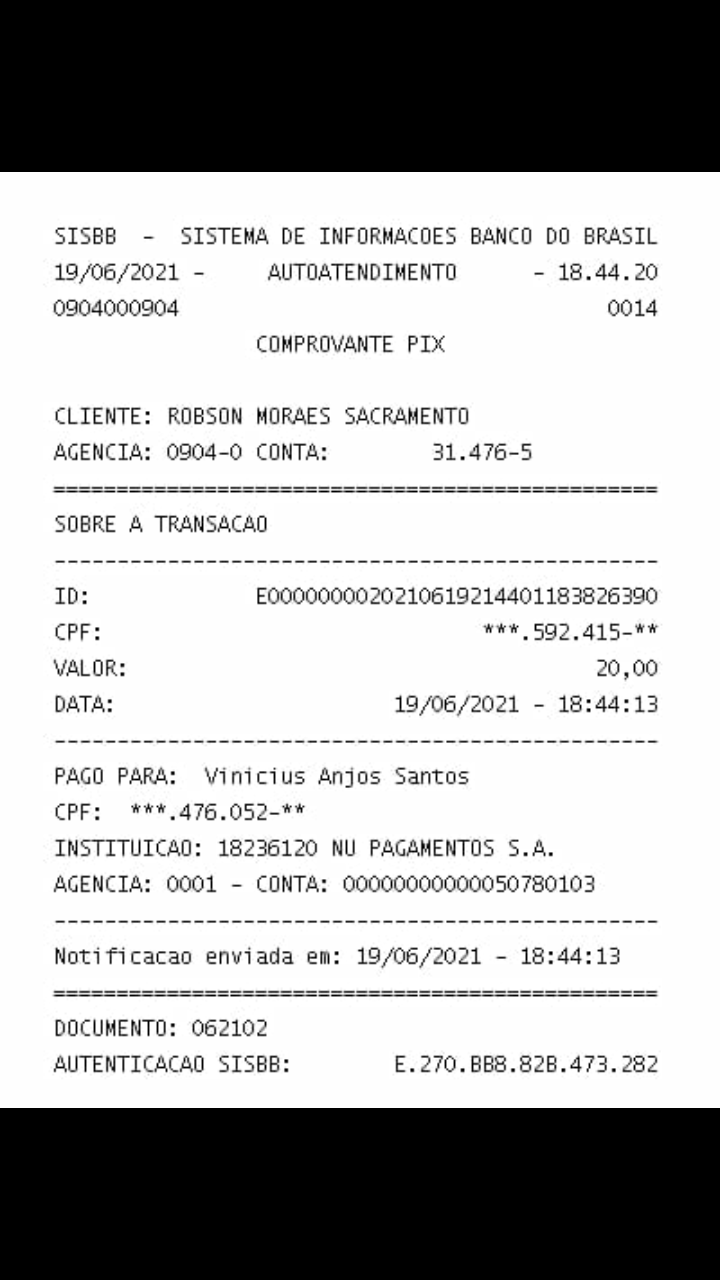 SISBB - SISTEMA DE INFORMACOES BANCO DO BRASIL
19/06/2021 - AUTOATENDIMENTO - 18.44.20
0904000904 0014
COMPROVANTE PIX
CLIENTE: ROBSON MORAES SACRAMENTO
AGENCIA: 0904-0 CONTA: 31.476-5
================================================
SOBRE A TRANSACAO
------------------------------------------------
ID: E0000000020210619214401183826390
CPF: ***.592.415-**
VALOR: 20,00
DATA: 19/06/2021 - 18:44:13
------------------------------------------------
PAGO PARA: Vinicius Anjos Santos
CPF: ***.476.052-**
INSTITUICAO: 18236120 NU PAGAMENTOS S.A.
AGENCIA: 0001 - CONTA: 00000000000050780103
------------------------------------------------
Notificacao enviada em: 19/06/2021 - 18:44:13
================================================
DOCUMENTO: 062102
AUTENTICACAO SISBB: E.270.BB8.82B.473.282